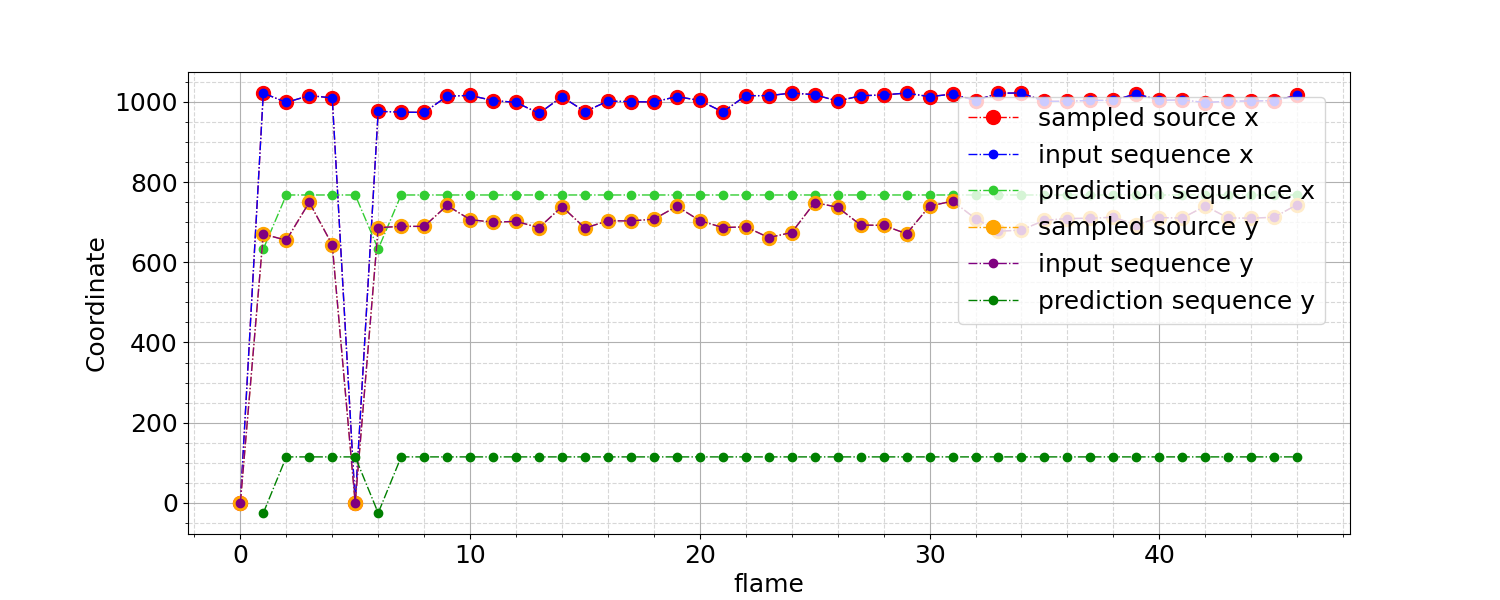 1000
800
600
400
200
0
Coordinate
0 10 20 30 40
flame
sampled source x
input sequence x
prediction sequence x
sampled source y
input sequence y
prediction sequence y